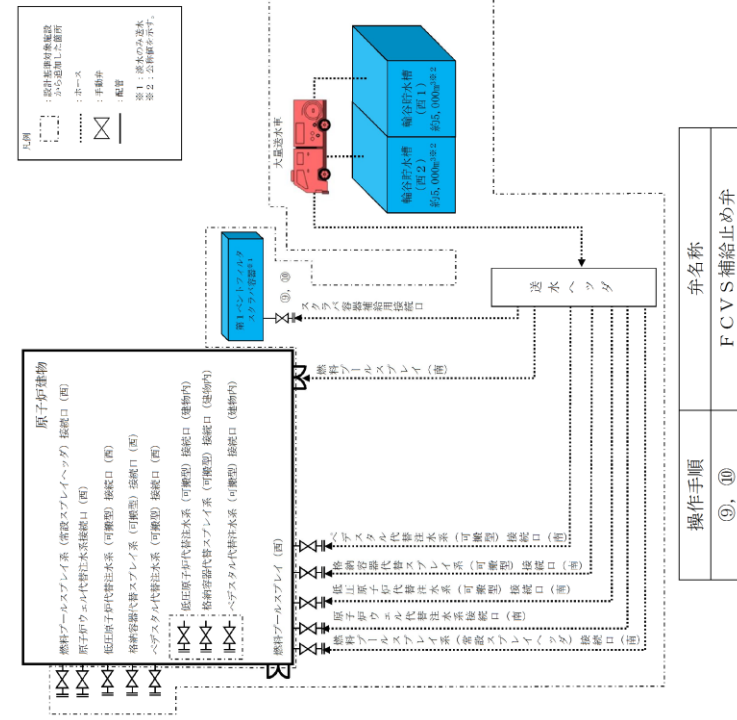 凡例
:設計基準対象施設
から追加した箇所
:ホース
:手動弁
:配管
※1:淡水のみ送水
※2:公称値を示す。
大量送水車
輪谷貯水槽
(西1)
約5,000m³※2
輪谷貯水槽
(西2)
約5,000m³※2
第1ベントフィルタ
スクラバ容器※1
⑨, ⑩
スクラバ容器補給用接続口
送水ヘッダ
原子炉建物
燃料プールスプレイ系(常設スプレイヘッダ)接続口(西)
原子炉ウェル代替注水系接続口(西)
低圧原子炉代替注水系(可搬型)接続口(西)
格納容器代替スプレイ系(可搬型)接続口(西)
ペデスタル代替注水系(可搬型)接続口(西)
低圧原子炉代替注水系(可搬型)接続口(建物内)
格納容器代替スプレイ系(可搬型)接続口(建物内)
ペデスタル代替注水系(可搬型)接続口(建物内)
燃料プールスプレイ(西)
燃料プールスプレイ(南)
ペデスタル代替注水系(可搬型)接続口(南)
格納容器代替スプレイ系(可搬型)接続口(南)
低圧原子炉代替注水系(可搬型)接続口(南)
原子炉ウェル代替注水系接続口(南)
燃料プールスプレイ系(常設スプレイヘッダ)接続口(南)
操作手順 弁名称
⑨, ⑩ FCVS補給止め弁